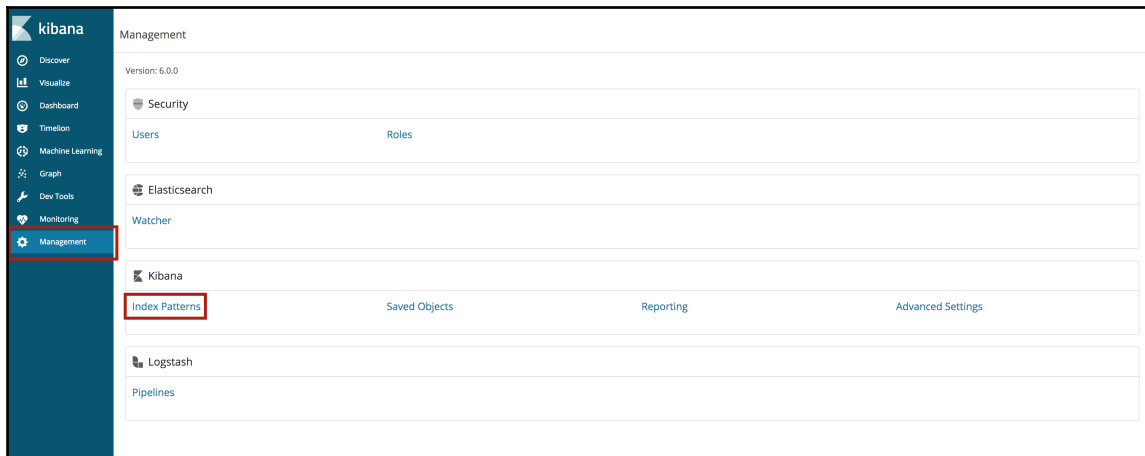 kibana
Discover
Visualize
Dashboard
Timelion
Machine Learning
Graph
Dev Tools
Monitoring
Management
Management
Version: 6.0.0
Security
Users Roles
Elasticsearch
Watcher
Kibana
Index Patterns Saved Objects Reporting Advanced Settings
Logstash
Pipelines